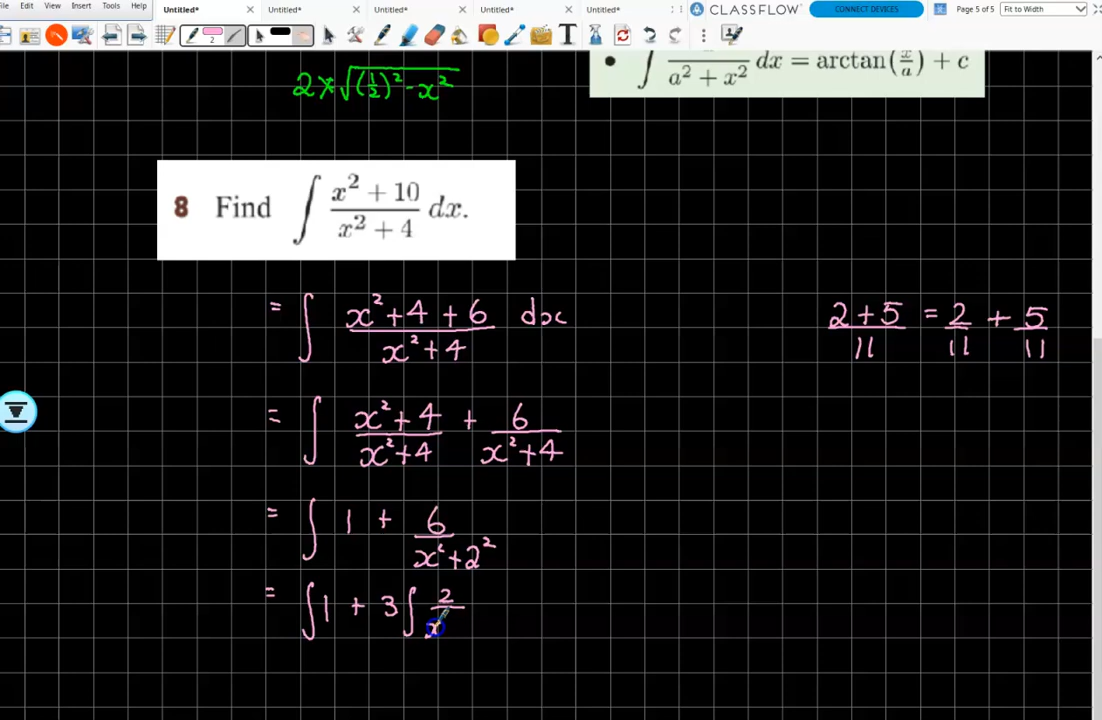 File Edit View Insert Tools Help
Untitled* × Untitled* × Untitled* × Untitled* × Untitled*
CLASSFLOW CONNECT DEVICES Page 5 of 5 Fit to Width
2
T
2×√((1/2)² - x²)
• ∫ / a² + x² dx = arctan(x/a) + c
8 Find ∫ (x² + 10)/(x² + 4) dx.
= ∫ (x² + 4 + 6)/(x² + 4) dx
(2 + 5)/11 = 2/11 + 5/11
= ∫ (x² + 4)/(x² + 4) + 6/(x² + 4)
= ∫ 1 + 6/(x² + 2²)
= ∫ 1 + 3 ∫ 2/x